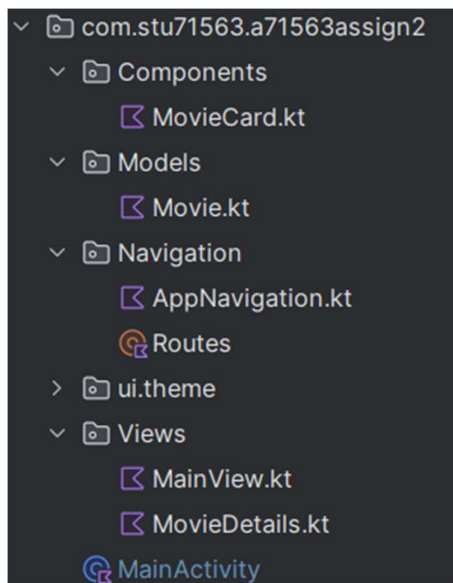 com.stu71563.a71563assign2
Components
MovieCard.kt
Models
Movie.kt
Navigation
AppNavigation.kt
Routes
ui.theme
Views
MainView.kt
MovieDetails.kt
MainActivity